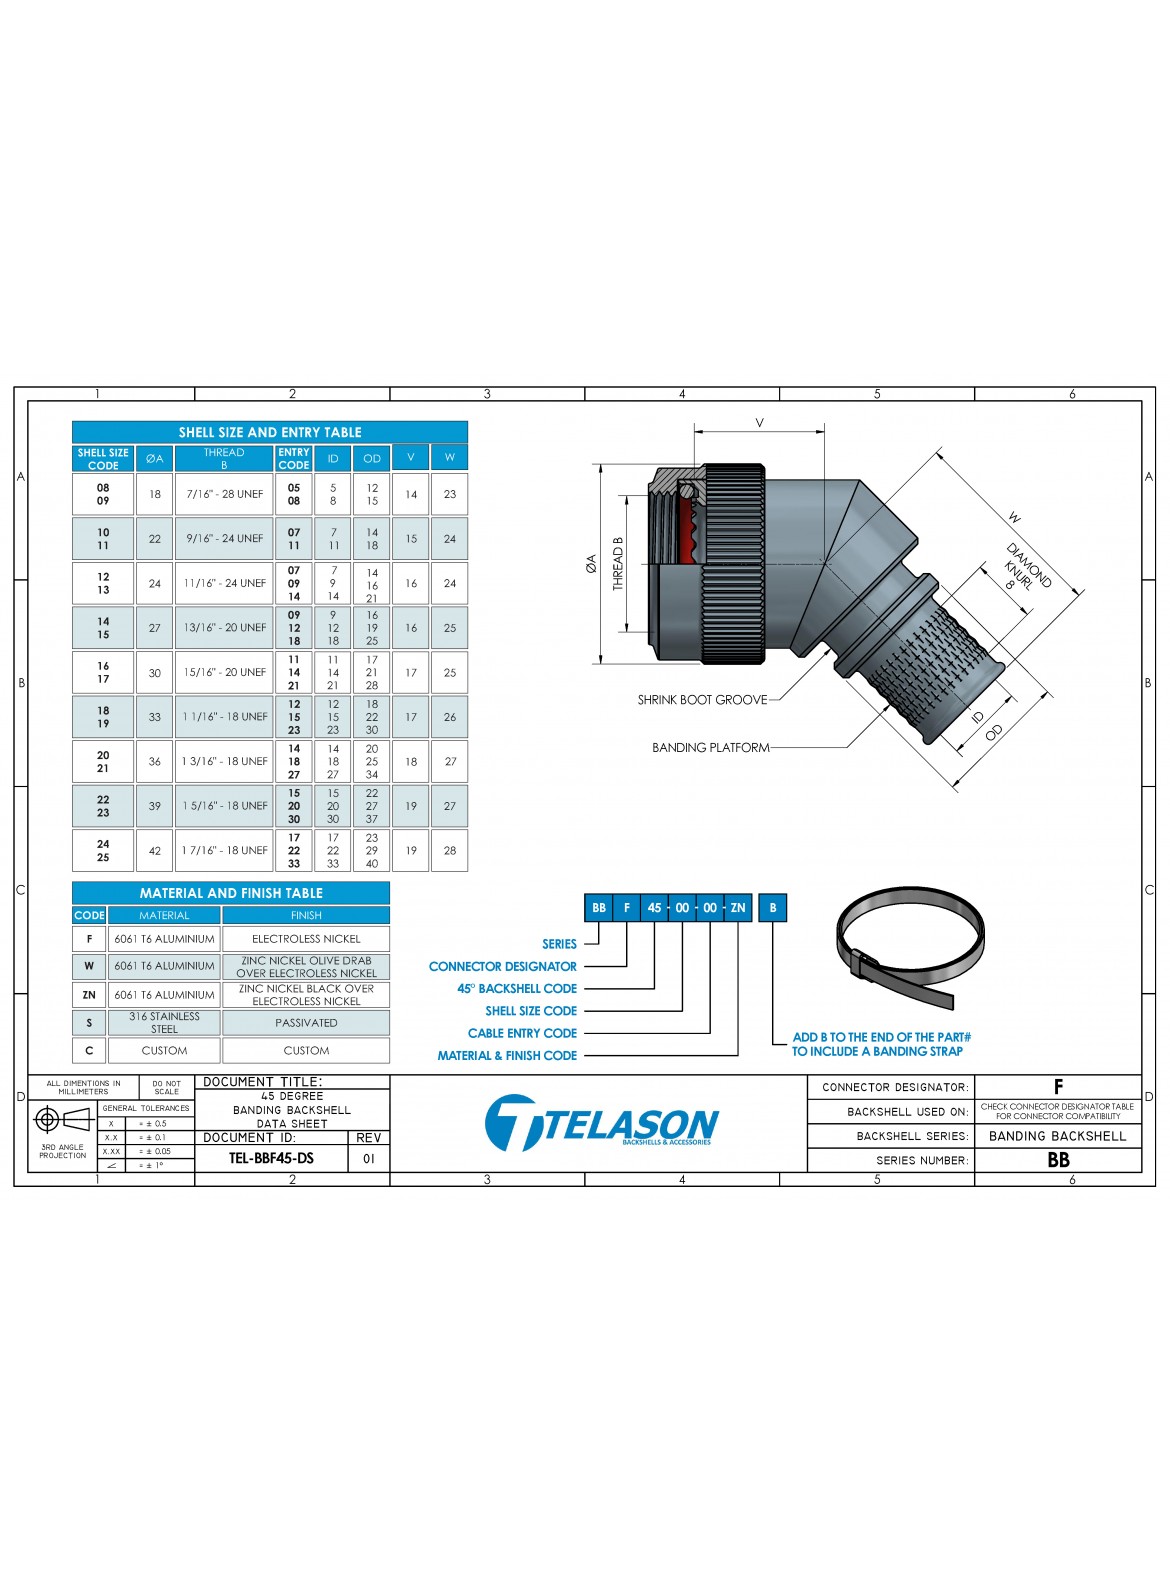 1 2 3 4 5 6
A A
B B
C C
D D
SHELL SIZE AND ENTRY TABLE
SHELL SIZE CODE ØA THREAD B ENTRY CODE ID OD V W
08 09 18 7/16" - 28 UNEF 05 08 5 8 12 15 14 23
10 11 22 9/16" - 24 UNEF 07 11 7 11 14 18 15 24
12 13 24 11/16" - 24 UNEF 07 09 14 7 9 14 14 16 21 16 24
14 15 27 13/16" - 20 UNEF 09 12 18 9 12 18 16 19 25 16 25
16 17 30 15/16" - 20 UNEF 11 14 21 11 14 21 17 21 28 17 25
18 19 33 1 1/16" - 18 UNEF 12 15 23 12 15 23 18 22 30 17 26
20 21 36 1 3/16" - 18 UNEF 14 18 27 14 18 27 20 25 34 18 27
22 23 39 1 5/16" - 18 UNEF 15 20 30 15 20 30 22 27 37 19 27
24 25 42 1 7/16" - 18 UNEF 17 22 33 17 22 33 23 29 40 19 28
V
W
ØA
THREAD B
DIAMOND
KNURL
8
ID
OD
SHRINK BOOT GROOVE
BANDING PLATFORM
MATERIAL AND FINISH TABLE
CODE MATERIAL FINISH
F 6061 T6 ALUMINIUM ELECTROLESS NICKEL
W 6061 T6 ALUMINIUM ZINC NICKEL OLIVE DRAB OVER ELECTROLESS NICKEL
ZN 6061 T6 ALUMINIUM ZINC NICKEL BLACK OVER ELECTROLESS NICKEL
S 316 STAINLESS STEEL PASSIVATED
C CUSTOM CUSTOM
BB F 45 - 00 - 00 - ZN B
SERIES
CONNECTOR DESIGNATOR
45° BACKSHELL CODE
SHELL SIZE CODE
CABLE ENTRY CODE
MATERIAL & FINISH CODE
ADD B TO THE END OF THE PART#
TO INCLUDE A BANDING STRAP
ALL DIMENTIONS IN
MILLIMETERS
DO NOT
SCALE
GENERAL TOLERANCES
X = ± 0.5
X.X = ± 0.1
X.XX = ± 0.05
∠ = ± 1°
3RD ANGLE
PROJECTION
DOCUMENT TITLE:
45 DEGREE
BANDING BACKSHELL
DATA SHEET
DOCUMENT ID: REV
TEL-BBF45-DS 01
TELASON
BACKSHELLS & ACCESSORIES
CONNECTOR DESIGNATOR: F
BACKSHELL USED ON: CHECK CONNECTOR DESIGNATOR TABLE
FOR CONNECTOR COMPATIBILITY
BACKSHELL SERIES: BANDING BACKSHELL
SERIES NUMBER: BB
1 2 3 4 5 6